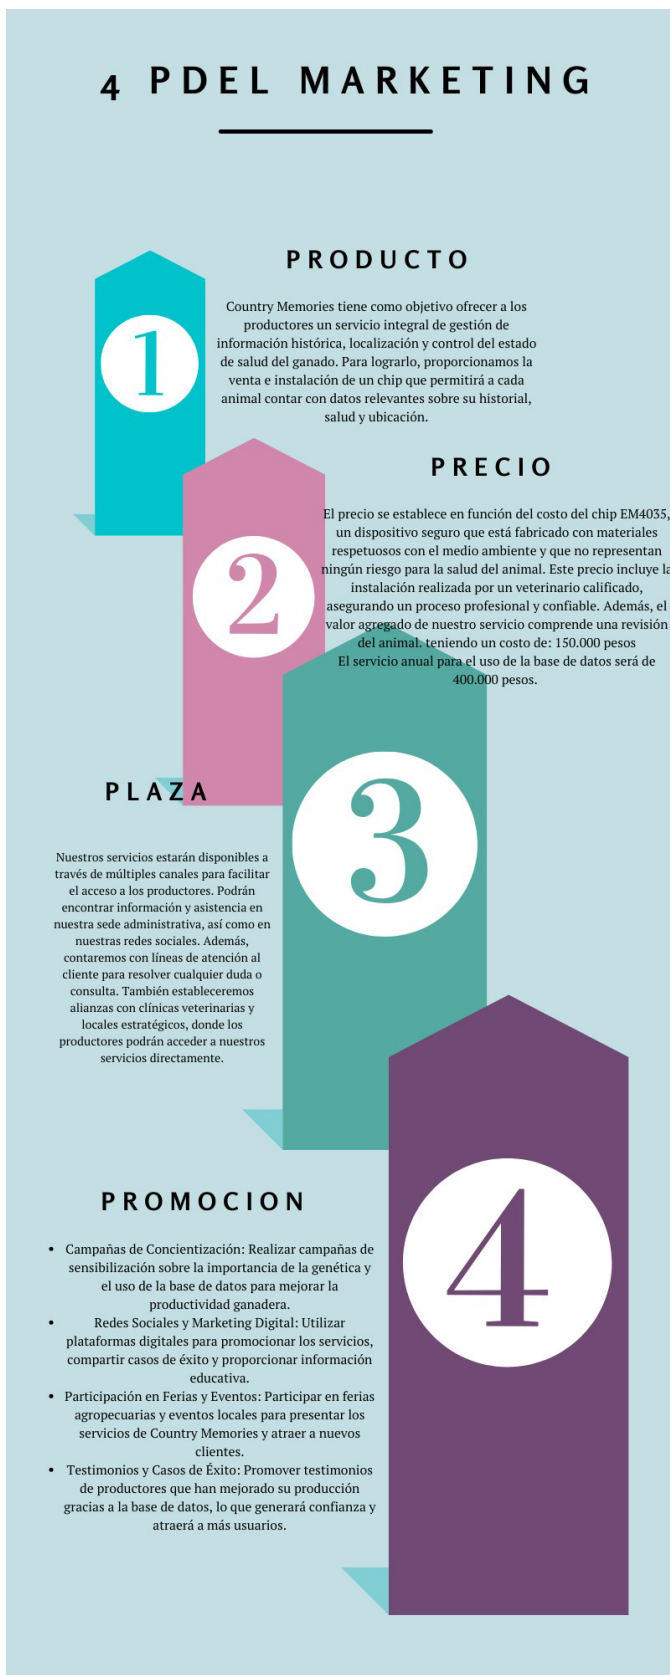 4 PDEL MARKETING
1
PRODUCTO
Country Memories tiene como objetivo ofrecer a los
productores un servicio integral de gestión de
información histórica, localización y control del estado
de salud del ganado. Para lograrlo, proporcionamos la
venta e instalación de un chip que permitirá a cada
animal contar con datos relevantes sobre su historial,
salud y ubicación.
2
PRECIO
El precio se establece en función del costo del chip EM4035,
un dispositivo seguro que está fabricado con materiales
respetuosos con el medio ambiente y que no representan
ningún riesgo para la salud del animal. Este precio incluye la
instalación realizada por un veterinario calificado,
asegurando un proceso profesional y confiable. Además, el
valor agregado de nuestro servicio comprende una revisión
del animal. teniendo un costo de: 150.000 pesos
El servicio anual para el uso de la base de datos será de
400.000 pesos.
3
PLAZA
Nuestros servicios estarán disponibles a
través de múltiples canales para facilitar
el acceso a los productores. Podrán
encontrar información y asistencia en
nuestra sede administrativa, así como en
nuestras redes sociales. Además,
contaremos con líneas de atención al
cliente para resolver cualquier duda o
consulta. También estableceremos
alianzas con clínicas veterinarias y
locales estratégicos, donde los
productores podrán acceder a nuestros
servicios directamente.
4
PROMOCION
• Campañas de Concientización: Realizar campañas de
sensibilización sobre la importancia de la genética y
el uso de la base de datos para mejorar la
productividad ganadera.
• Redes Sociales y Marketing Digital: Utilizar
plataformas digitales para promocionar los servicios,
compartir casos de éxito y proporcionar información
educativa.
• Participación en Ferias y Eventos: Participar en ferias
agropecuarias y eventos locales para presentar los
servicios de Country Memories y atraer a nuevos
clientes.
• Testimonios y Casos de Éxito: Promover testimonios
de productores que han mejorado su producción
gracias a la base de datos, lo que generará confianza y
atraerá a más usuarios.